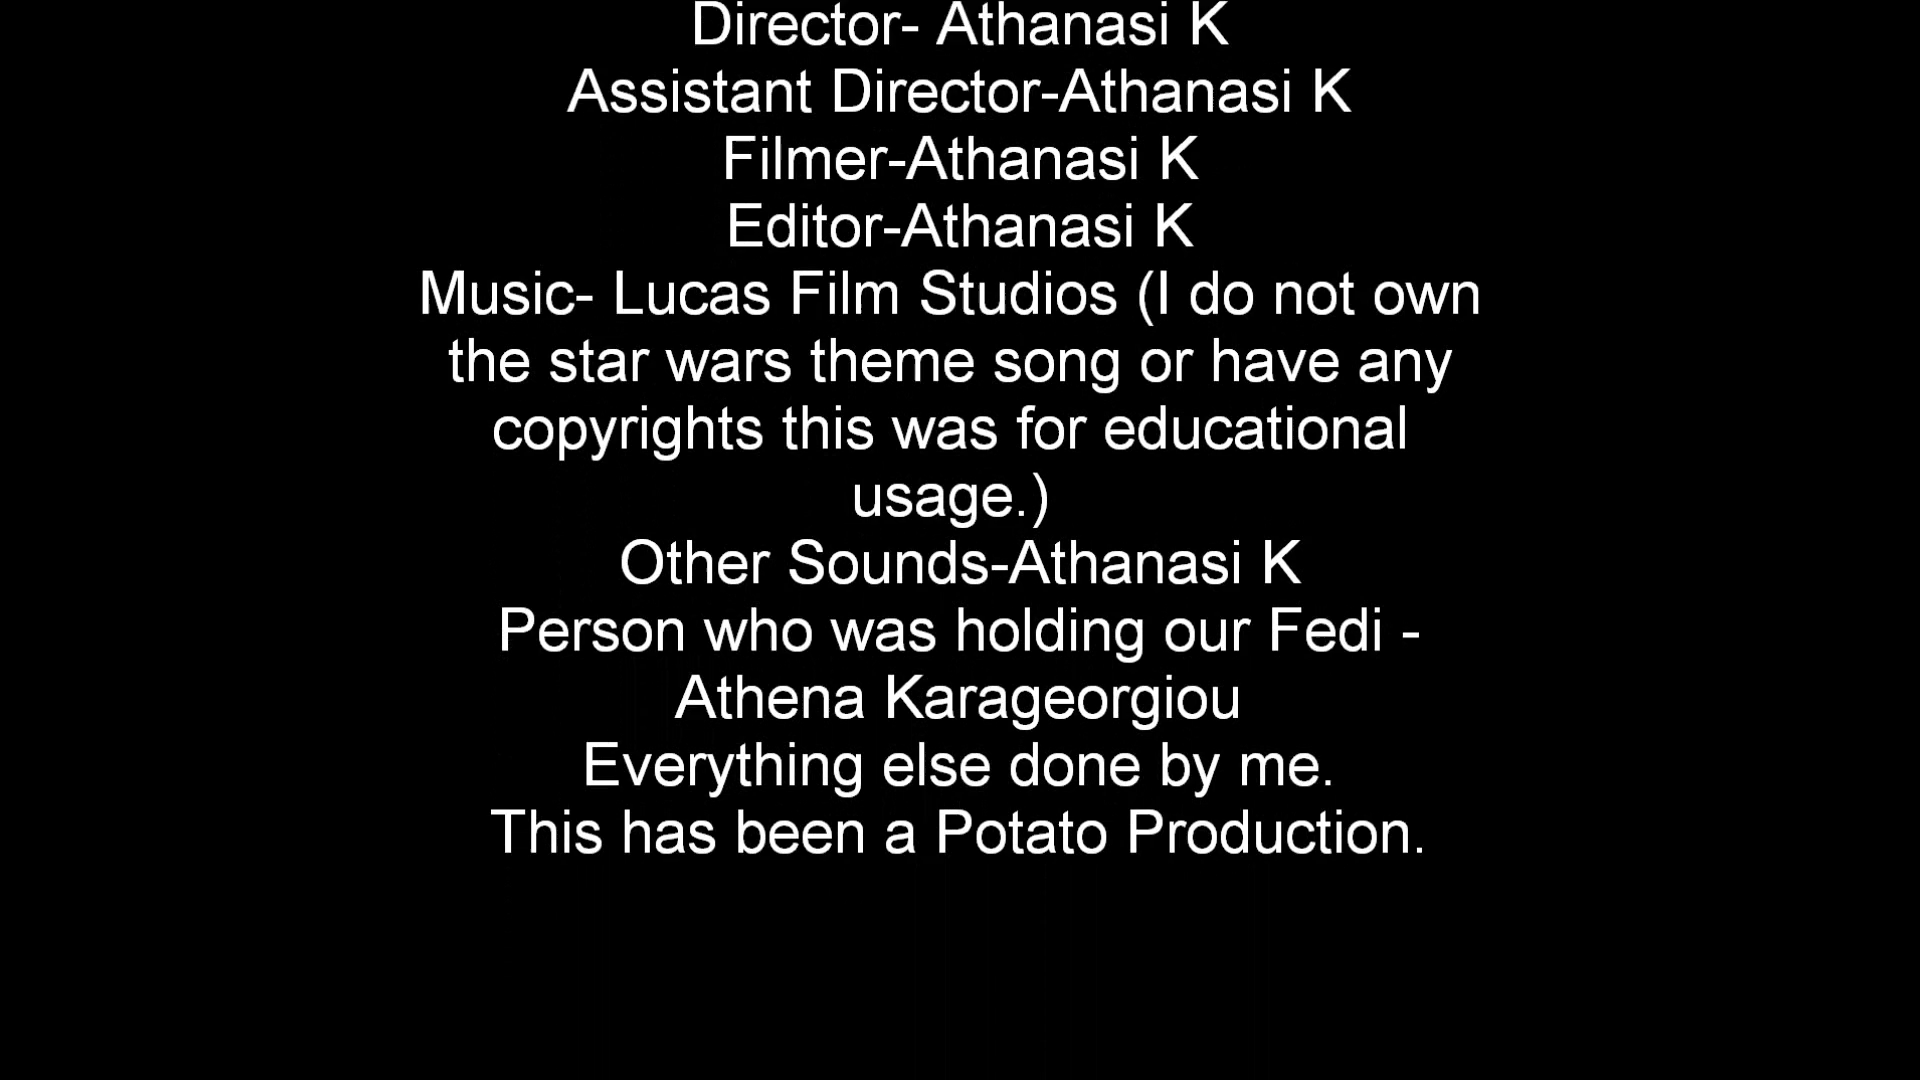 Director- Athanasi K
Assistant Director-Athanasi K
Filmer-Athanasi K
Editor-Athanasi K
Music- Lucas Film Studios (I do not own
the star wars theme song or have any
copyrights this was for educational
usage.)
Other Sounds-Athanasi K
Person who was holding our Fedi -
Athena Karageorgiou
Everything else done by me.
This has been a Potato Production.